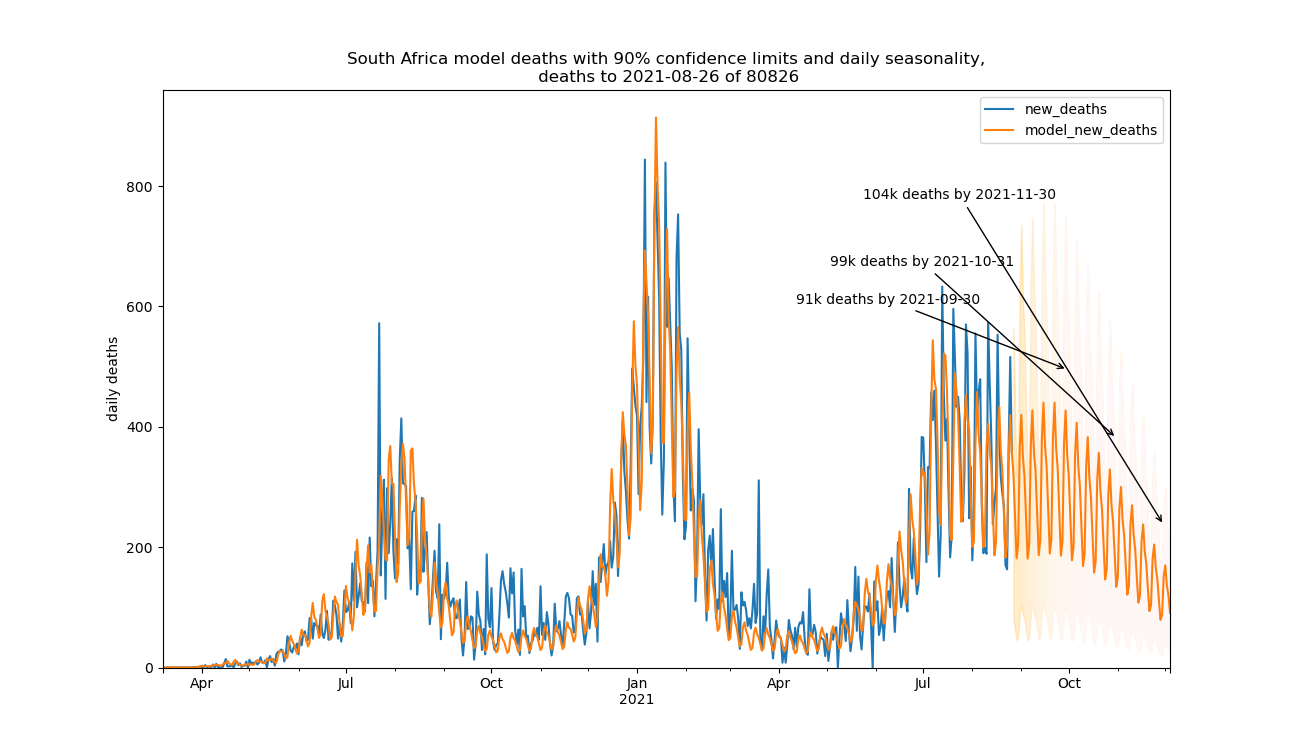 South Africa model deaths with 90% confidence limits and daily seasonality,
deaths to 2021-08-26 of 80826
new_deaths
model_new_deaths
104k deaths by 2021-11-30
99k deaths by 2021-10-31
91k deaths by 2021-09-30
daily deaths
800
600
400
200
0
Apr
Jul
Oct
Jan
2021
Apr
Jul
Oct